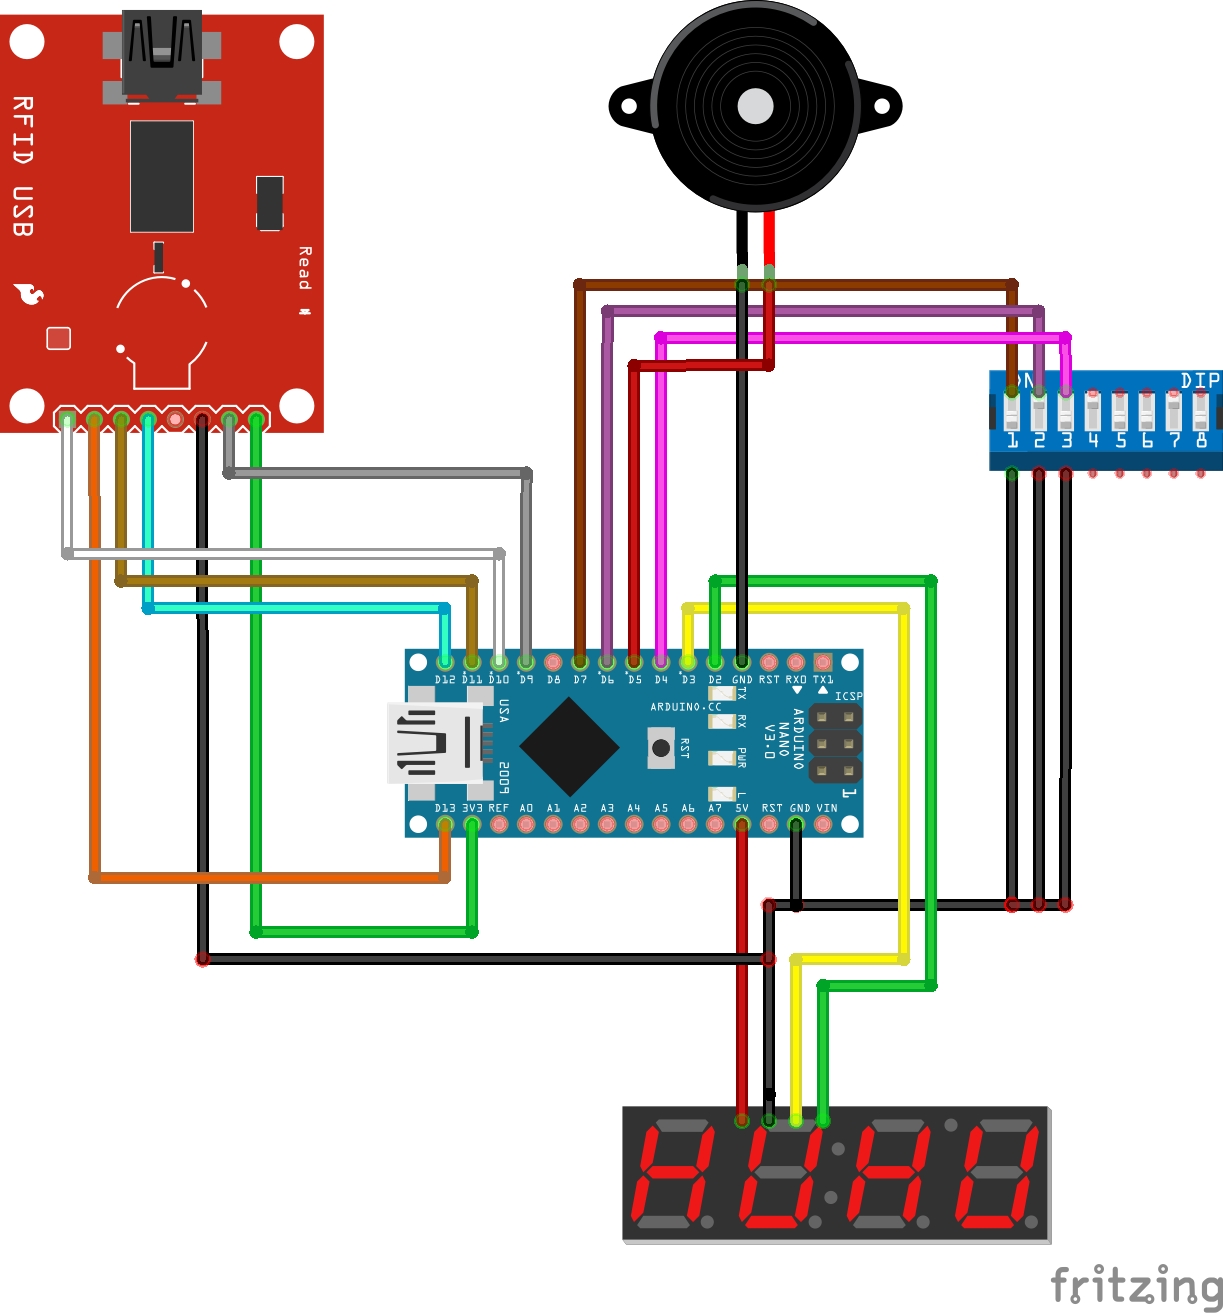 RFID USB
Read
ON DIP
1 2 3 4 5 6 7 8
D12 D11 D10 D9 D8 D7 D6 D5 D4 D3 D2 GND RST RX0 TX1
ICSP
ARDUINO.CC
TX
RX
PWR
L
RST
USA
2009
ARDUINO
NANO
V3.0
1
D13 3V3 REF A0 A1 A2 A3 A4 A5 A6 A7 5V RST GND VIN
fritzing